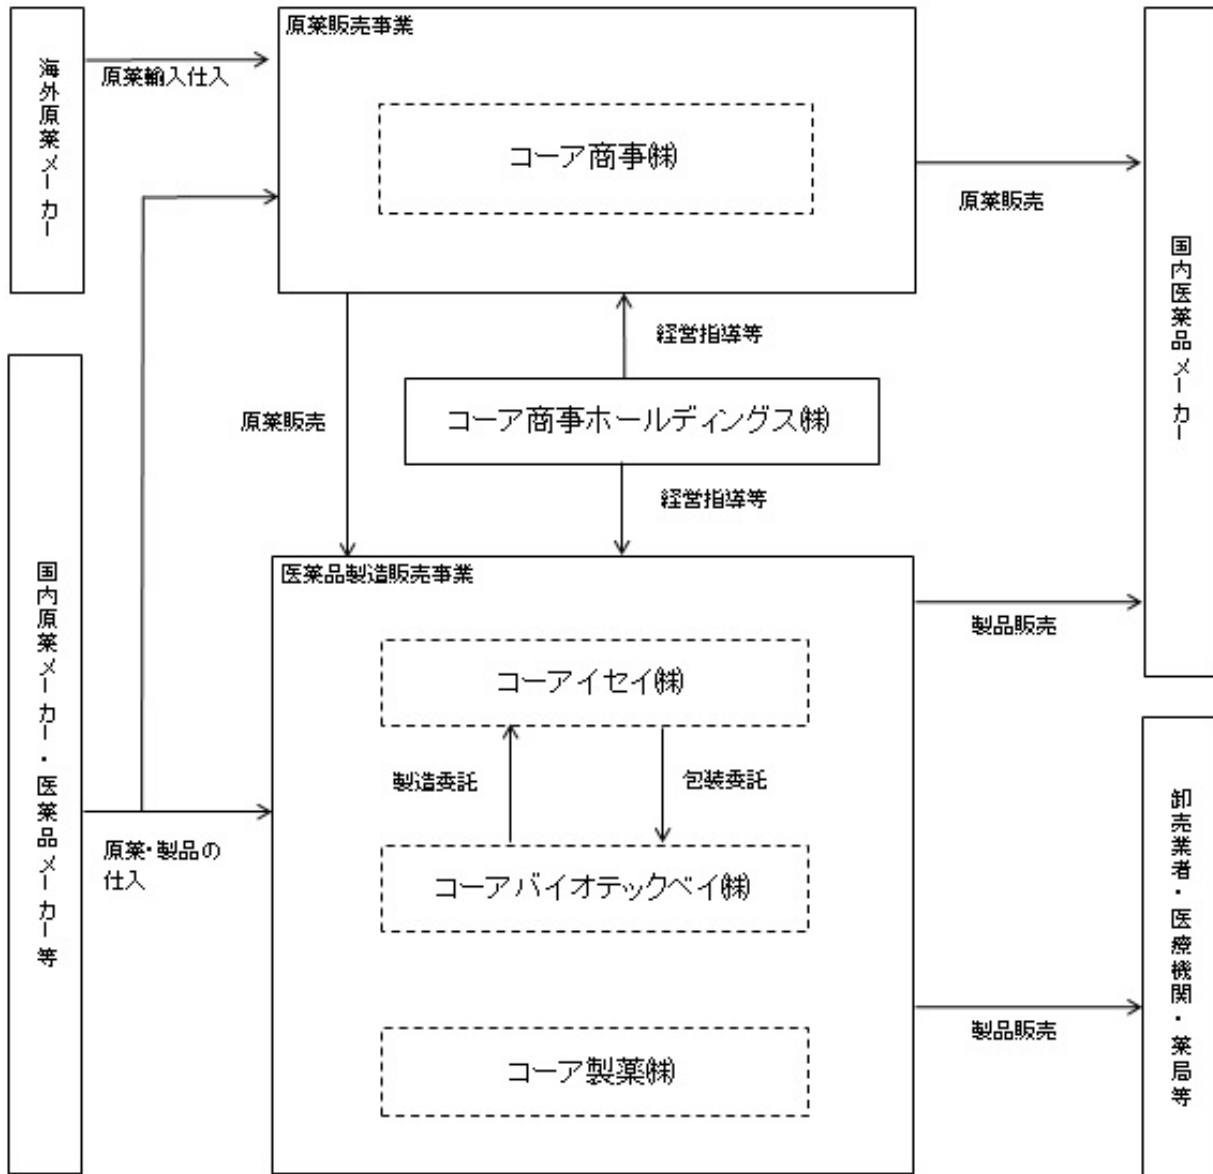 原薬販売事業
海外原薬メーカー
原薬輸入仕入
コーア商事㈱
原薬販売
国内医薬品メーカー
経営指導等
原薬販売
コーア商事ホールディングス㈱
経営指導等
国内原薬メーカー・医薬品メーカー等
医薬品製造販売事業
製品販売
コーアイセイ㈱
製造委託
包装委託
原薬・製品の
仕入
コーアバイオテックベイ㈱
卸売業者・医療機関・薬局等
製品販売
コーア製薬㈱